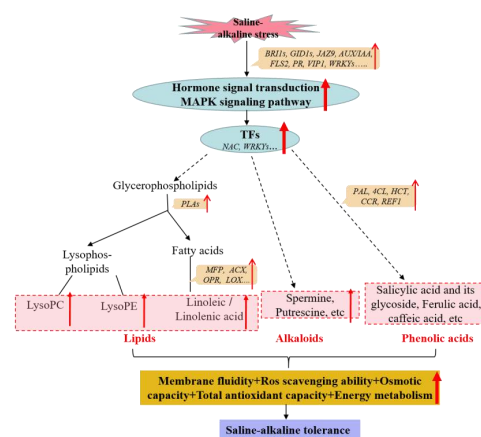 Saline-
alkaline stress
BRI1s, GID1s, JAZ9, AUX/IAA,
FLS2, PR, VIP1, WRKYs…..
Hormone signal transduction
MAPK signaling pathway
TFs
NAC, WRKYs…
Glycerophospholipids
PLAs
PAL, 4CL, HCT,
CCR, REF1
Lysophos-
pholipids
Fatty acids
MFP, ACX,
OPR, LOX…
LysoPC
LysoPE
Linoleic /
Linolenic acid
Spermine,
Putrescine, etc
Salicylic acid and its
glycoside, Ferulic acid,
caffeic acid, etc
Lipids
Alkaloids
Phenolic acids
Membrane fluidity+Ros scavenging ability+Osmotic
capacity+Total antioxidant capacity+Energy metabolism
Saline-alkaline tolerance